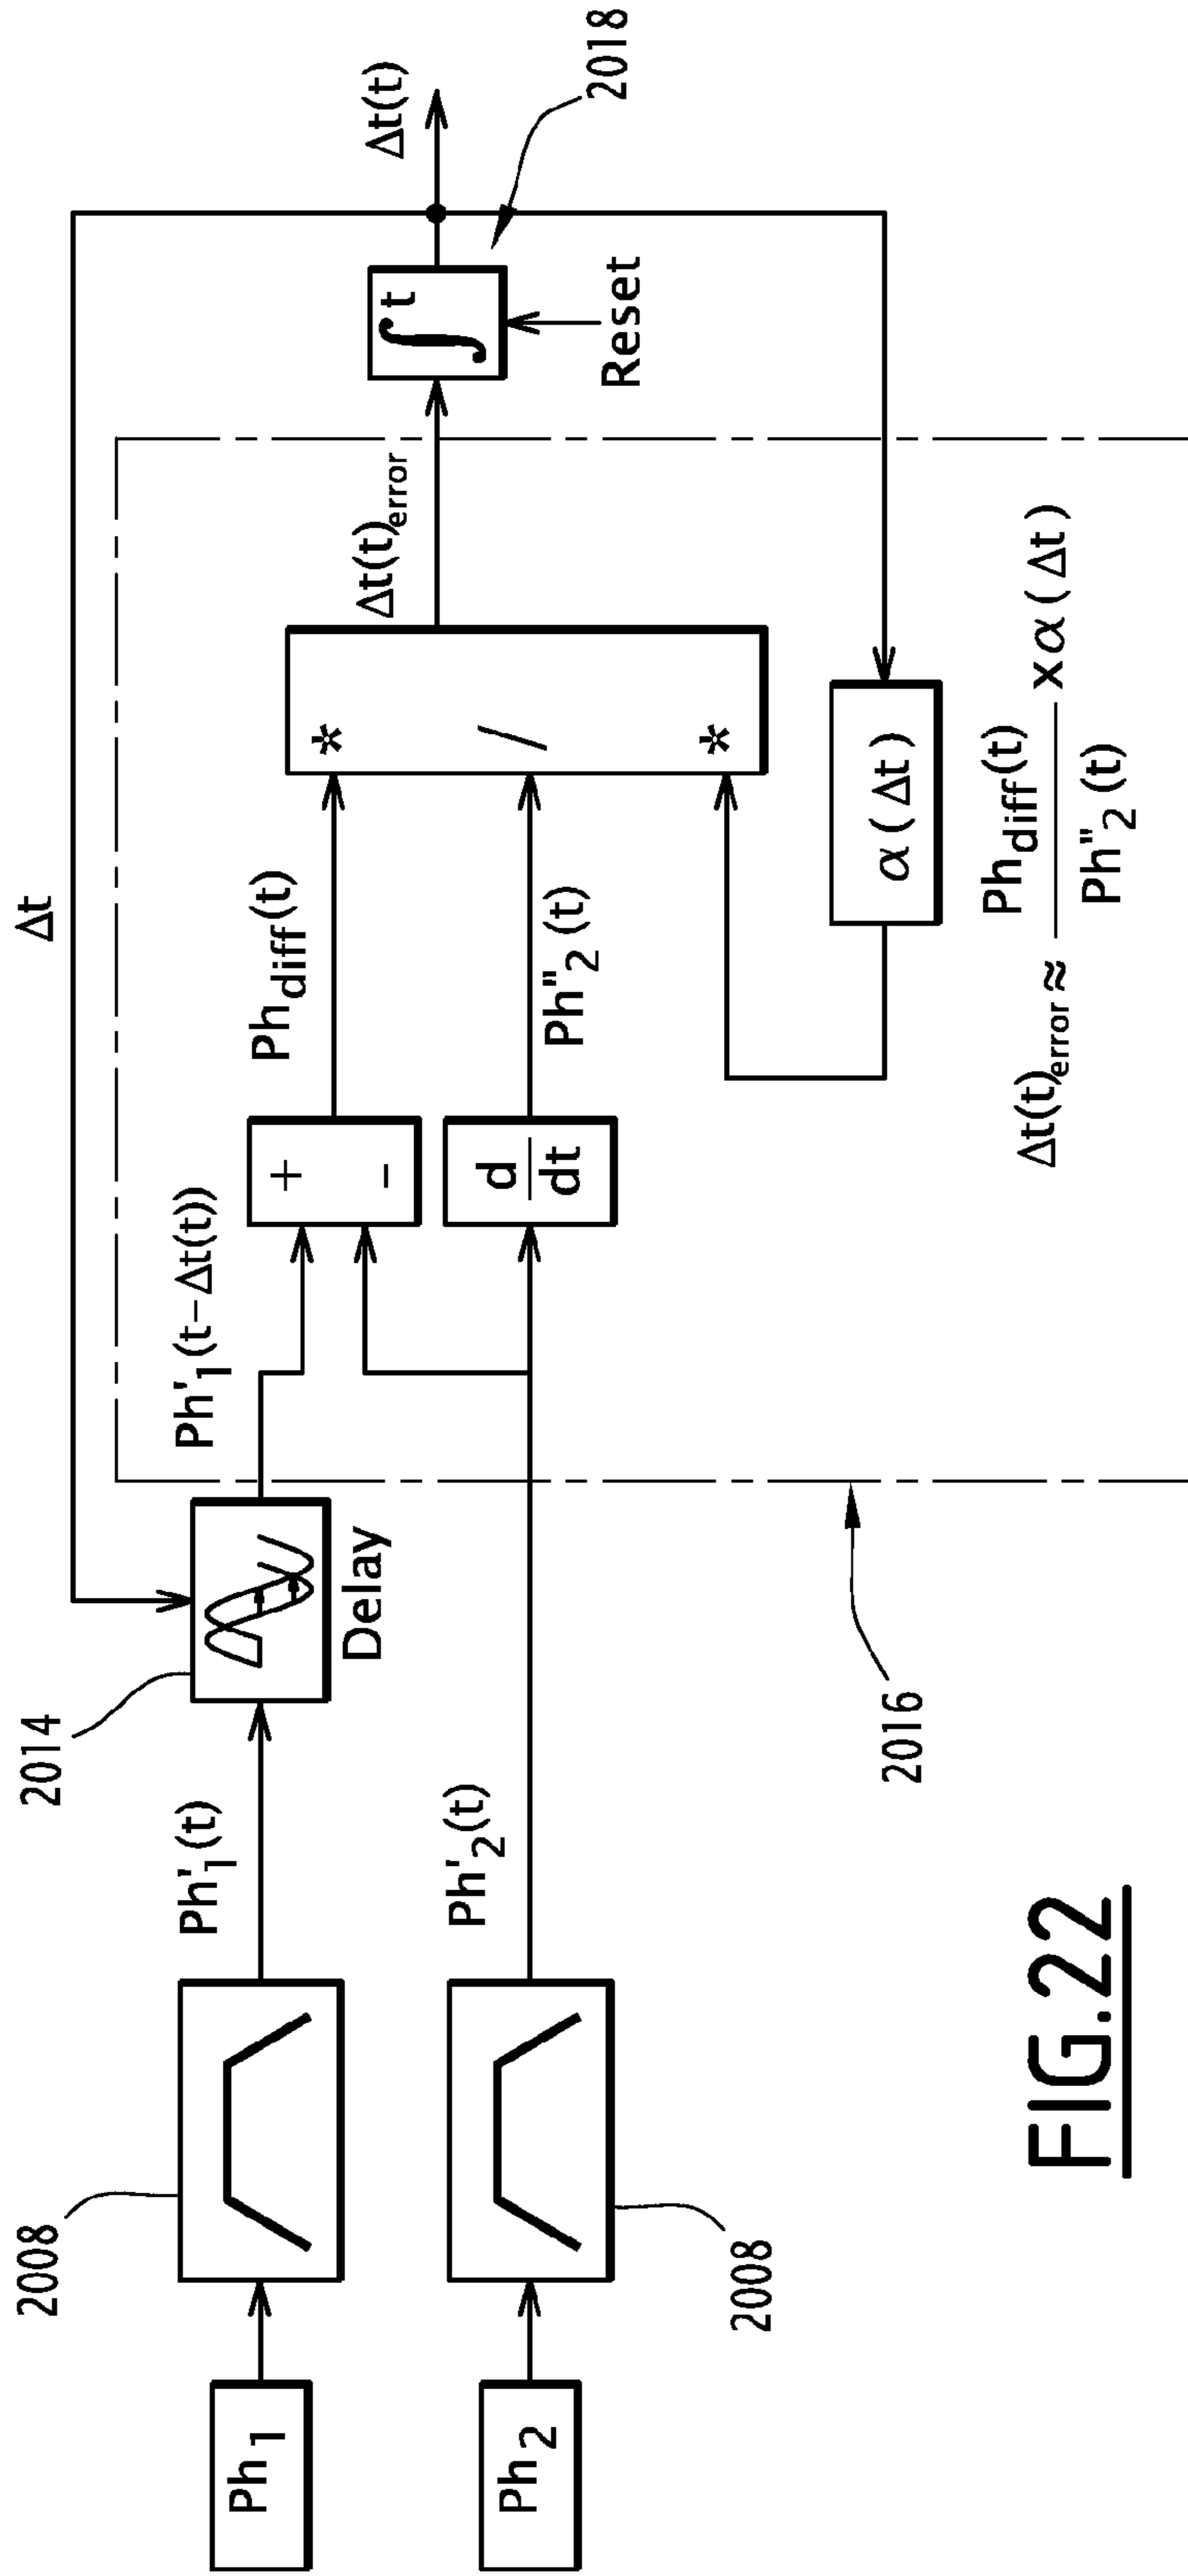 Δt
Δt(t)
2018
2014
Ph'1(t)
Delay
Ph'1(t-Δt(t))
+
-
Phdiff(t)
*
/
*
Δt(t)error
∫t
Reset
2008
Ph1
Ph2
2008
Ph'2(t)
d
dt
Ph"2(t)
α(Δt)
2016
Δt(t)error ≈ Phdiff(t) / Ph"2(t) x α(Δt)
FIG.22